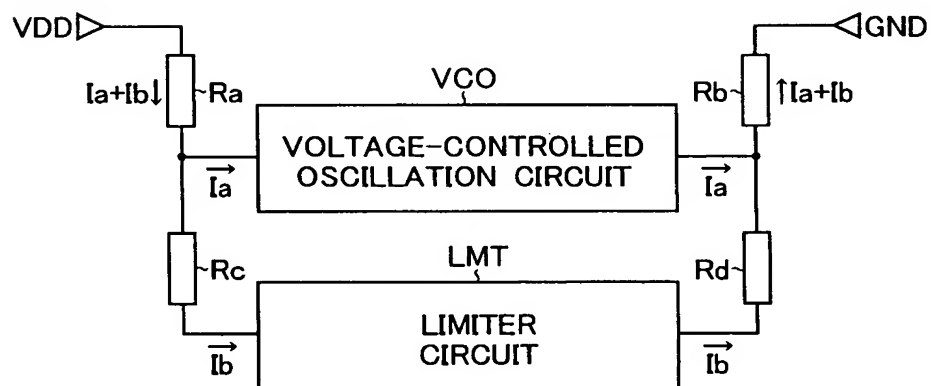 VDD
GND
Ia+Ib↓
Ra
VCO
Rb
↑Ia+Ib
VOLTAGE-CONTROLLED
OSCILLATION CIRCUIT
Ia
Ia
Rc
LMT
Rd
LIMITER
CIRCUIT
Ib
Ib